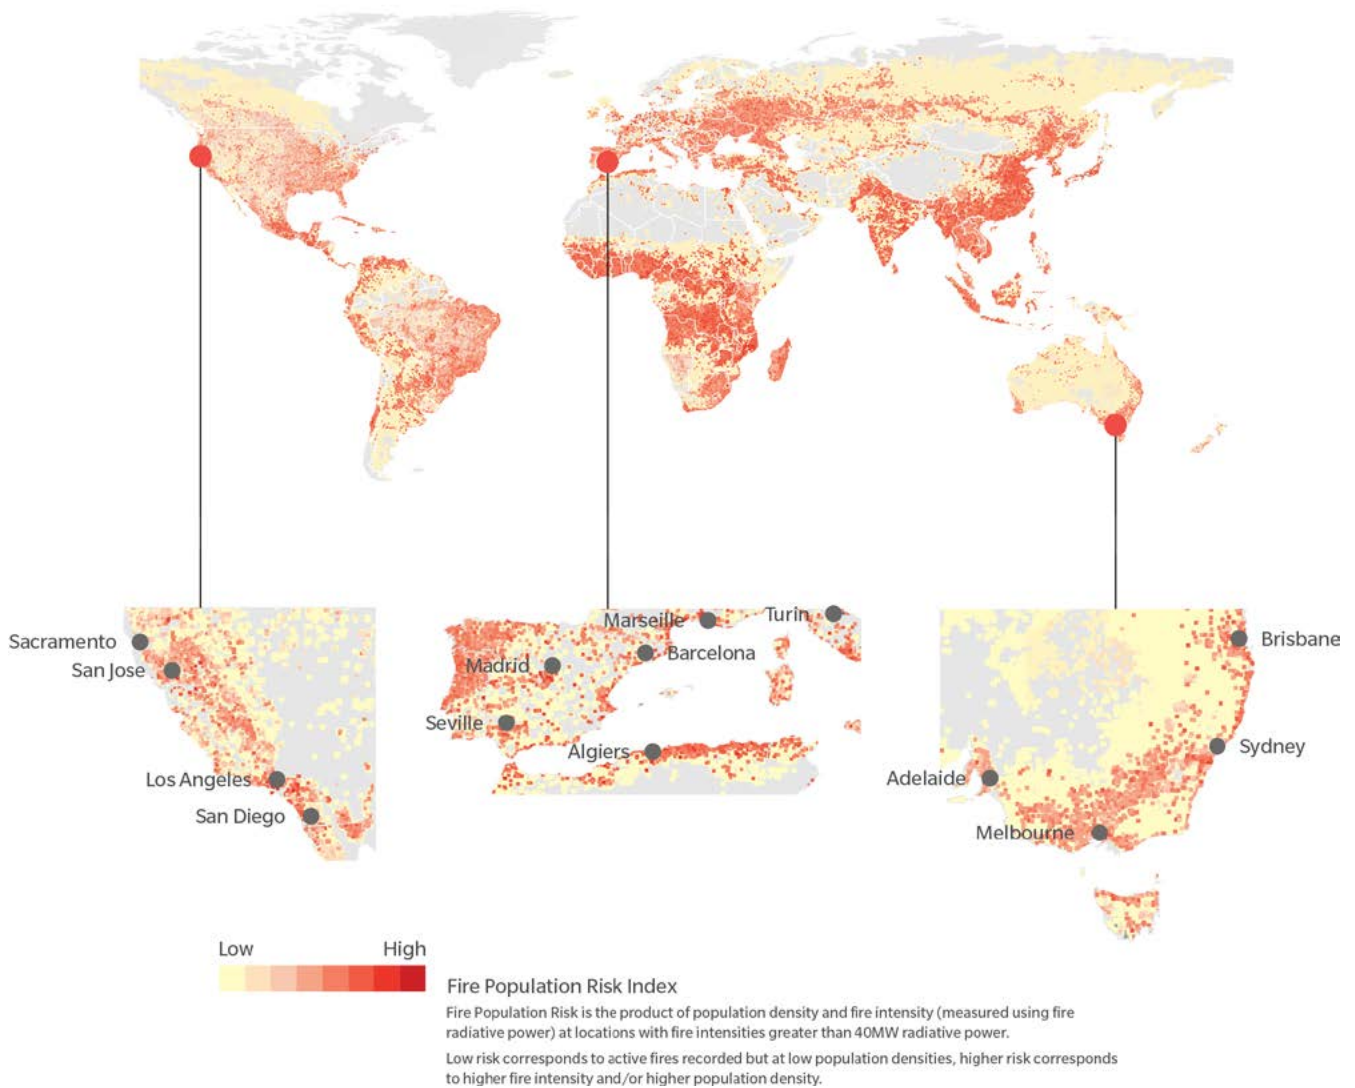 Sacramento
San Jose
Los Angeles
San Diego
Marseille
Turin
Madrid
Barcelona
Seville
Algiers
Brisbane
Sydney
Adelaide
Melbourne
Low High
Fire Population Risk Index
Fire Population Risk is the product of population density and fire intensity (measured using fire
radiative power) at locations with fire intensities greater than 40MW radiative power.
Low risk corresponds to active fires recorded but at low population densities, higher risk corresponds
to higher fire intensity and/or higher population density.